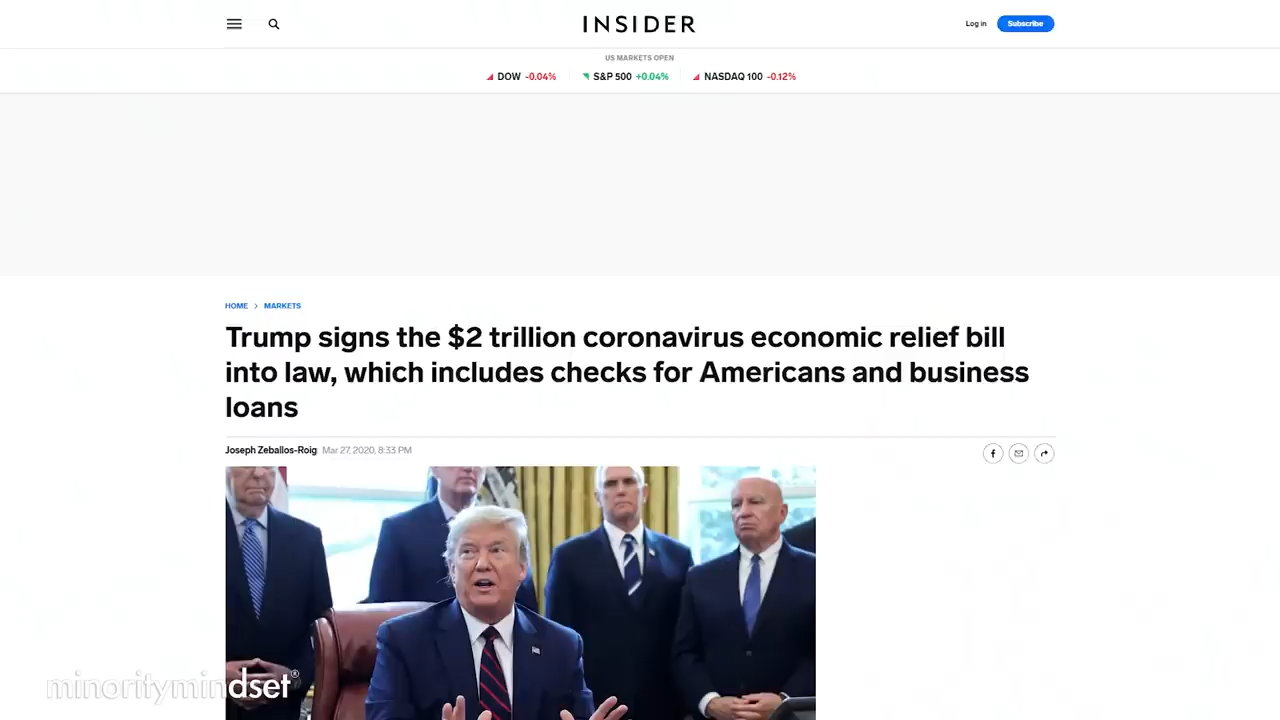 INSIDER
Log in
Subscribe
US MARKETS OPEN
DOW -0.04%
S&P 500 +0.04%
NASDAQ 100 -0.12%
HOME > MARKETS
Trump signs the $2 trillion coronavirus economic relief bill
into law, which includes checks for Americans and business
loans
Joseph Zeballos-Roig Mar 27, 2020, 8:33 PM
minoritymindset®